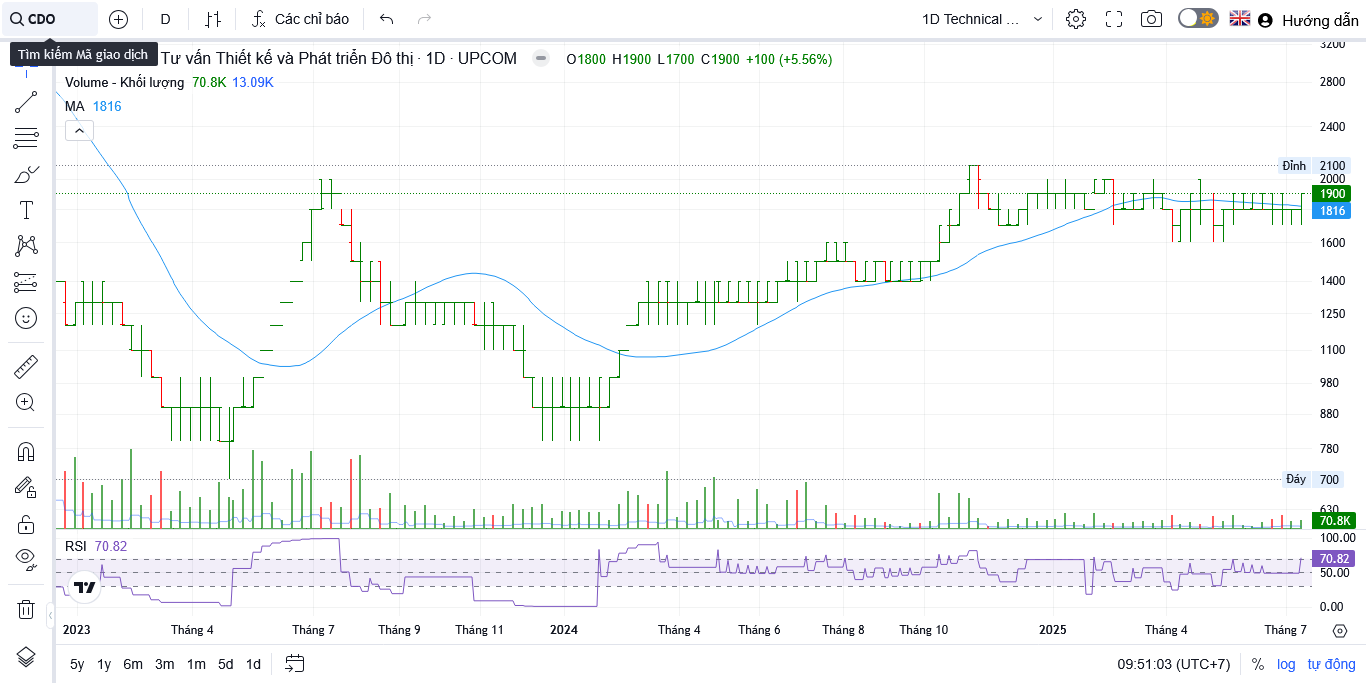 CDO D Các chỉ báo 1D Technical ... Hướng dẫn
Tìm kiếm Mã giao dịch
Tư vấn Thiết kế và Phát triển Đô thị · 1D · UPCOM O1800 H1900 L1700 C1900 +100 (+5.56%)
Volume - Khối lượng 70.8K 13.09K
MA 1816
3200
2800
2400
Đỉnh 2100
2000
1900
1816
1600
1400
1250
1100
980
880
780
Đáy 700
630
70.8K
RSI 70.82
100.00
70.82
50.00
0.00
2023 Tháng 4 Tháng 7 Tháng 9 Tháng 11 2024 Tháng 4 Tháng 6 Tháng 8 Tháng 10 2025 Tháng 4 Tháng 7
5y 1y 6m 3m 1m 5d 1d 09:51:03 (UTC+7) % log tự động